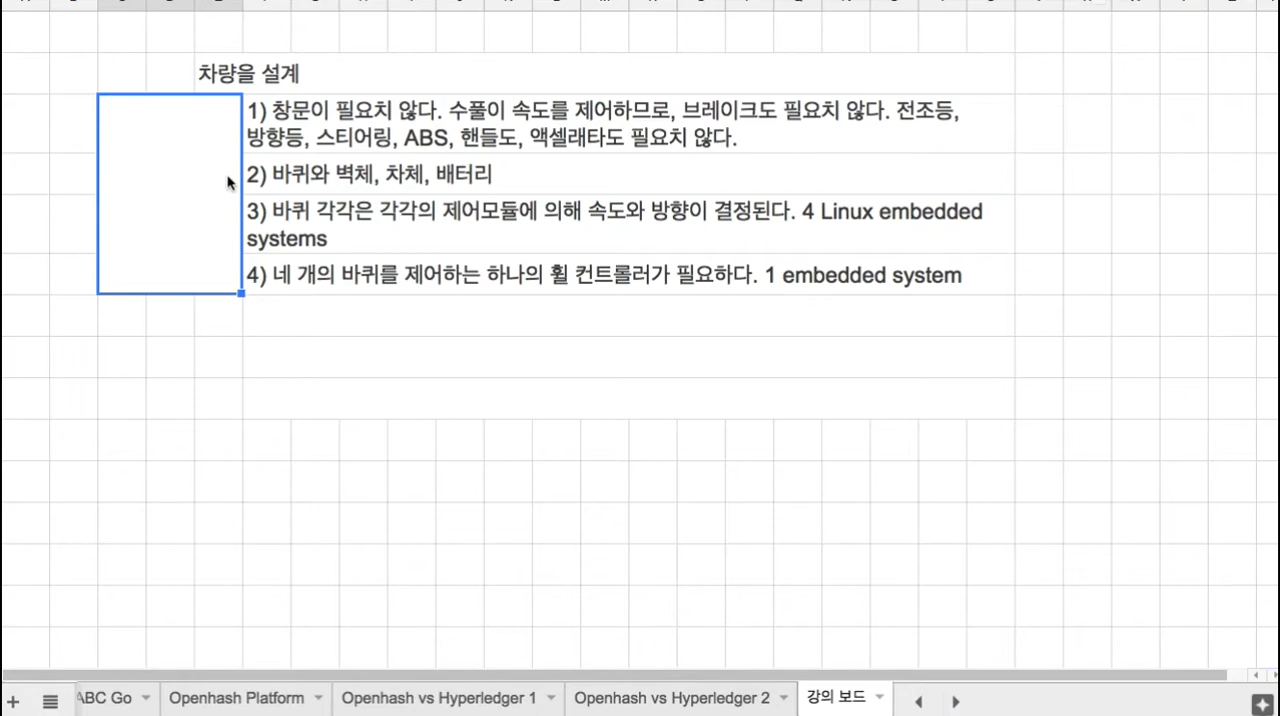 차량을 설계
1) 창문이 필요치 않다. 수풀이 속도를 제어하므로, 브레이크도 필요치 않다. 전조등,
방향등, 스티어링, ABS, 핸들도, 액셀래타도 필요치 않다.
2) 바퀴와 벽체, 차체, 배터리
3) 바퀴 각각은 각각의 제어모듈에 의해 속도와 방향이 결정된다. 4 Linux embedded
systems
4) 네 개의 바퀴를 제어하는 하나의 휠 컨트롤러가 필요하다. 1 embedded system
ABC Go Openhash Platform Openhash vs Hyperledger 1 Openhash vs Hyperledger 2 강의 보드